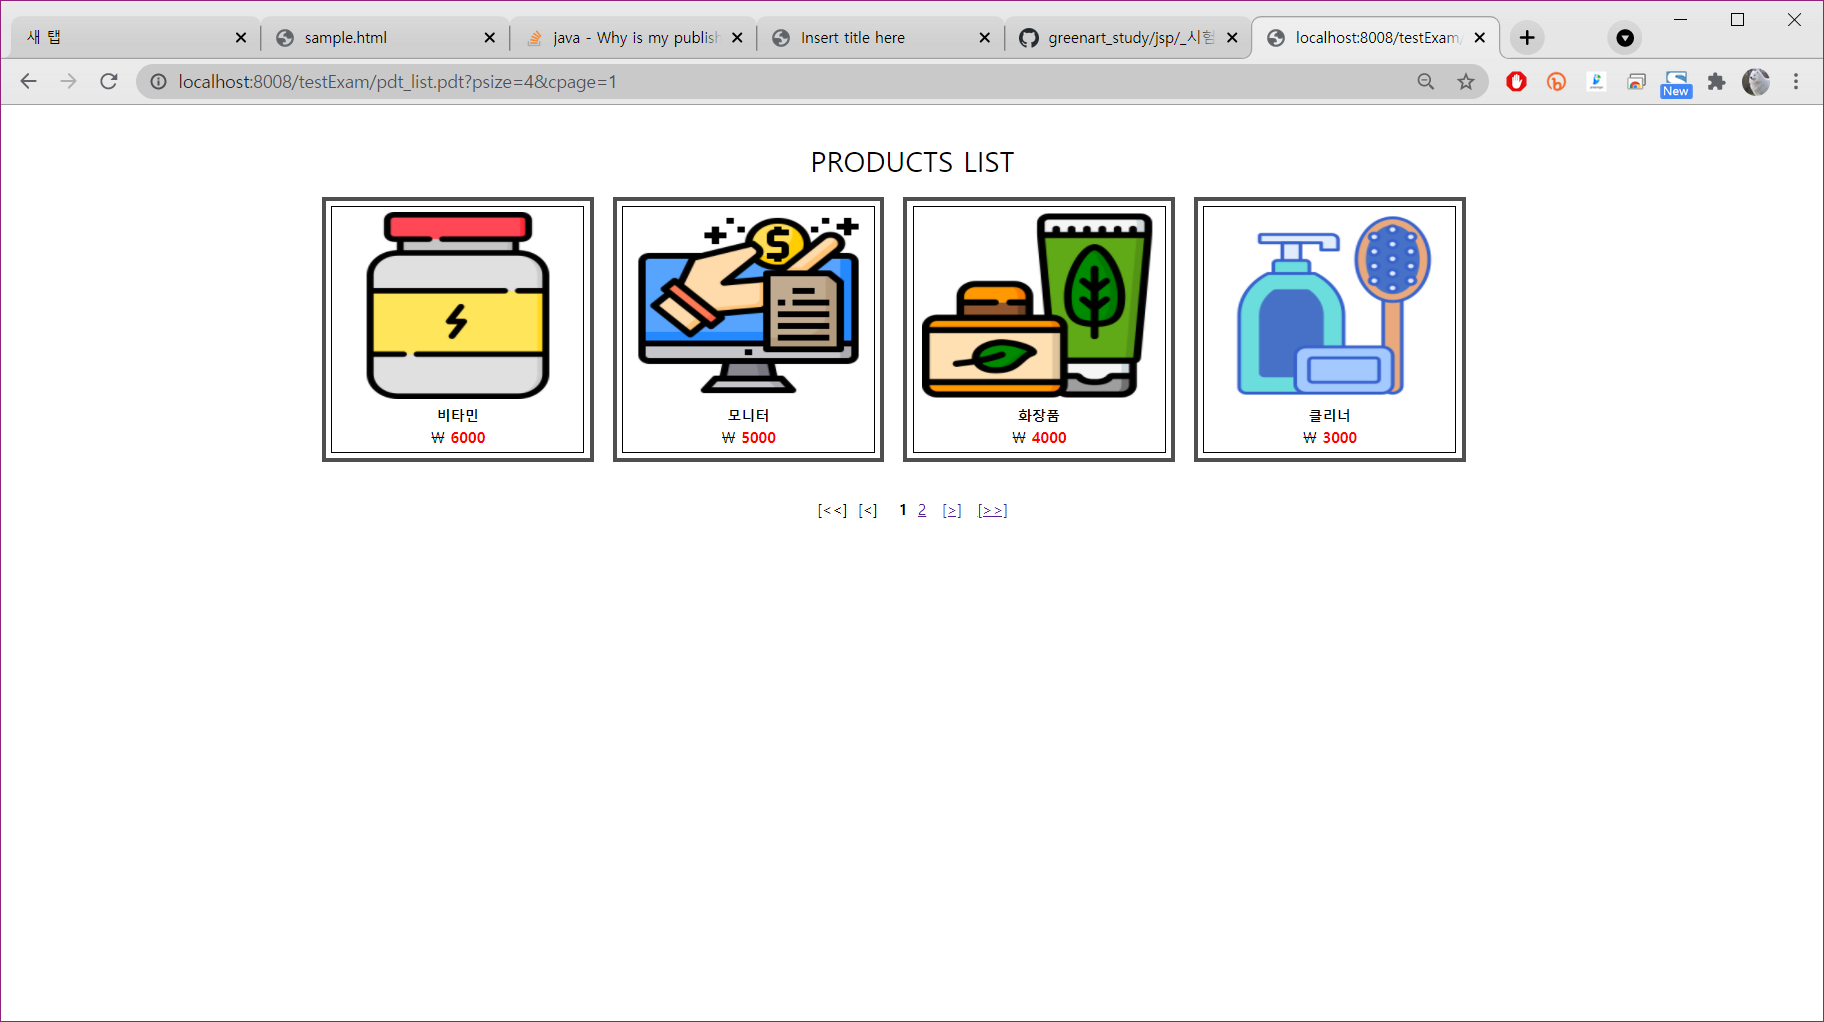 새 탭
sample.html
java - Why is my publish
Insert title here
greenart_study/jsp/_시험
localhost:8008/testExam/
localhost:8008/testExam/pdt_list.pdt?psize=4&cpage=1
New
PRODUCTS LIST
비타민
₩ 6000
모니터
₩ 5000
화장품
₩ 4000
클리너
₩ 3000
[<<] [<] 1 2 [>] [>>]